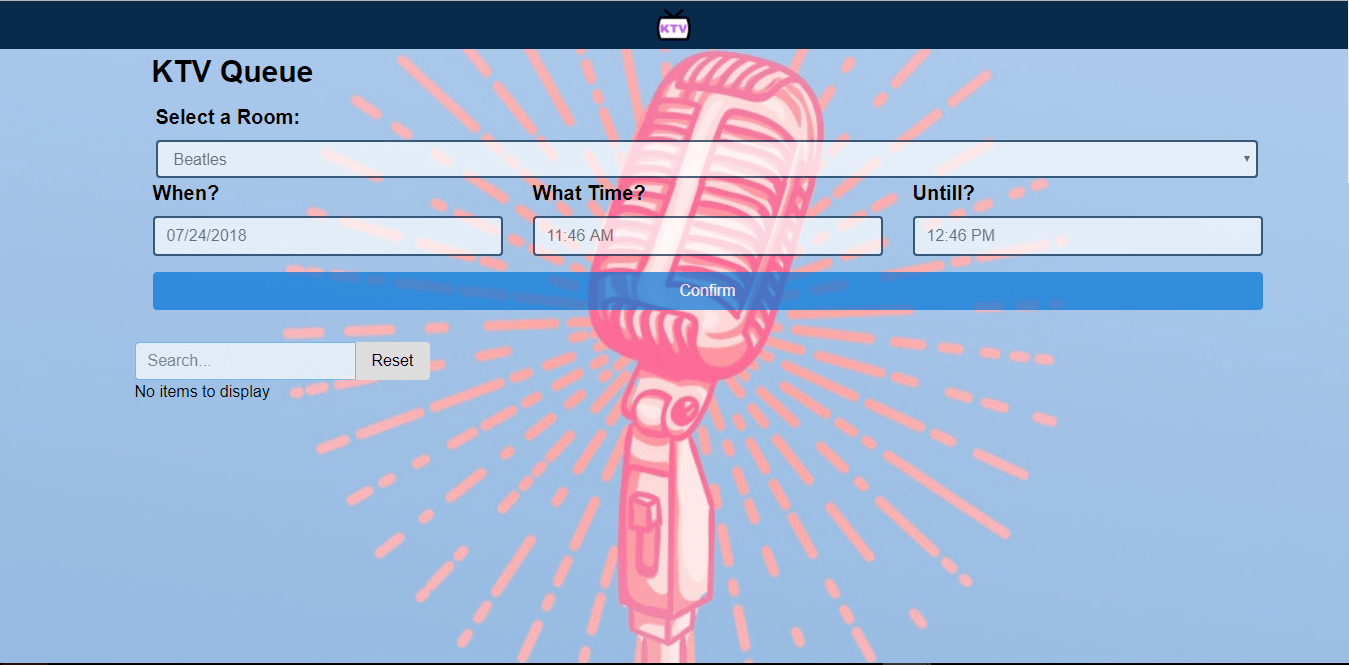 KTV
KTV Queue
Select a Room:
Beatles
When? What Time? Untill?
07/24/2018 11:46 AM 12:46 PM
Confirm
Search... Reset
No items to display